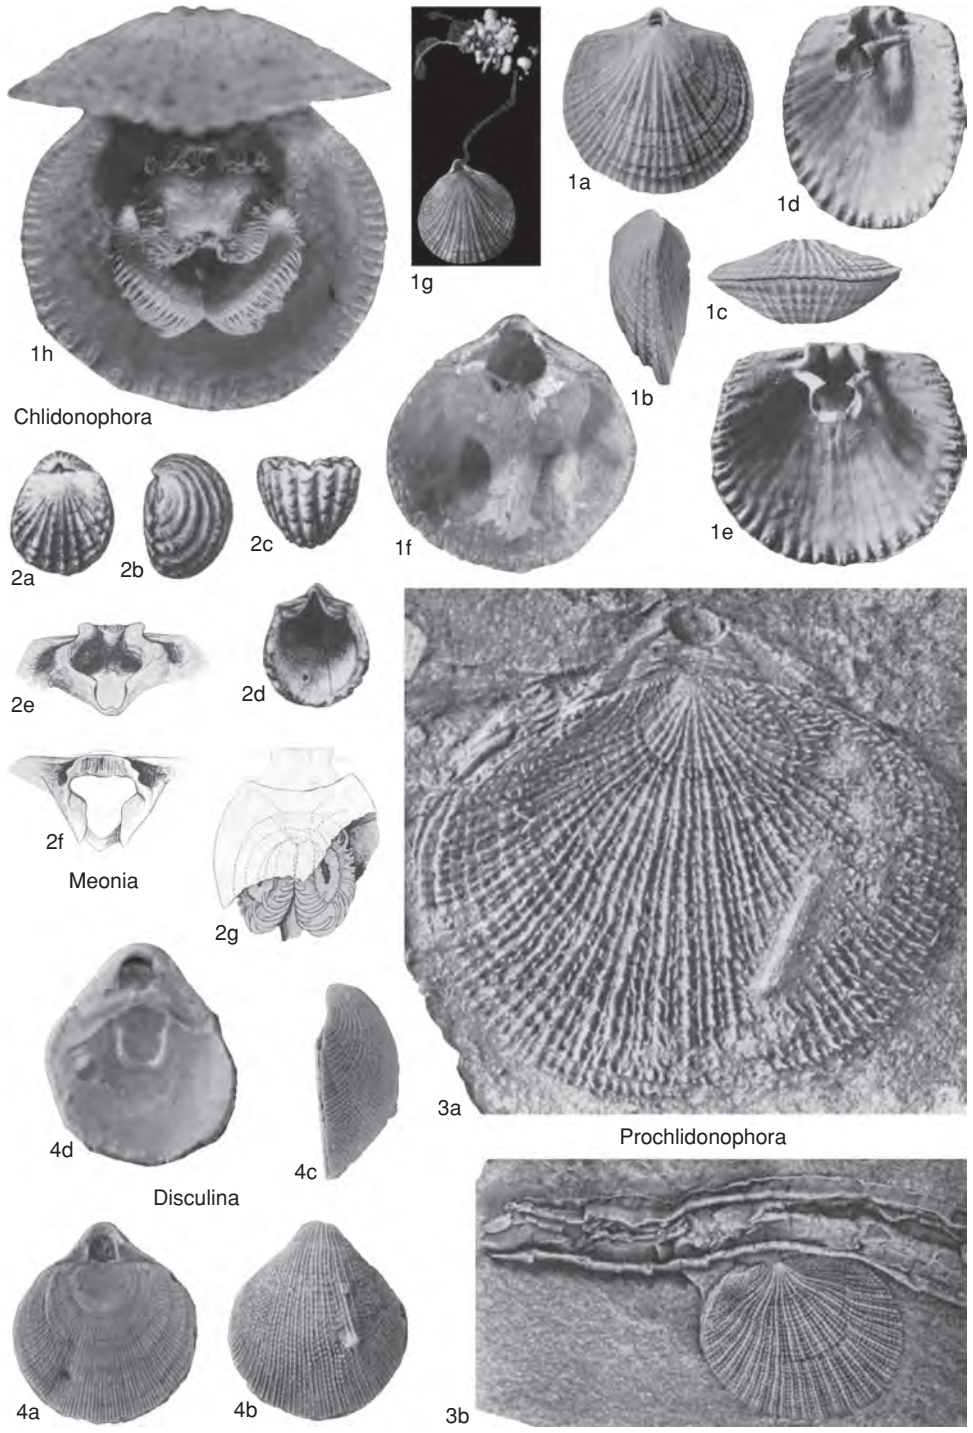 1a
1d
1g
1c
1h
1b
Chlidonophora
1f
1e
2a
2b
2c
2e
2d
2f
Meonia
2g
3a
4d
4c
Prochlidonophora
Disculina
4a
4b
3b